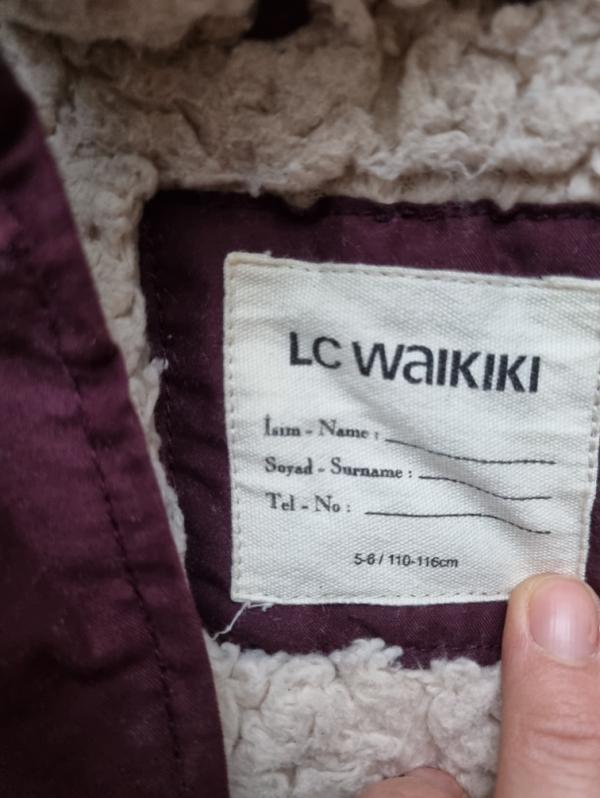 LC WAIKIKI
İsim - Name :
Soyad - Surname :
Tel - No :
5-6 / 110-116cm